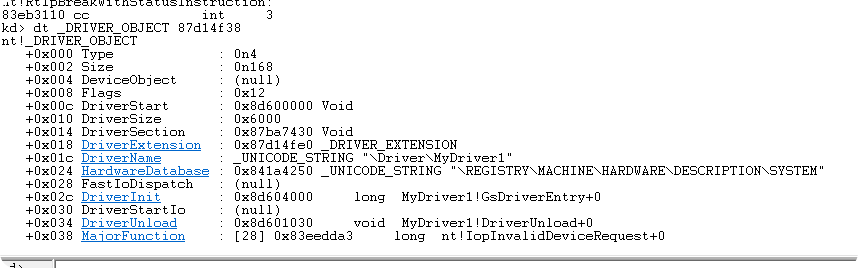 nt!RtlpBreakWithStatusInstruction:
83eb3110 cc int 3
kd> dt _DRIVER_OBJECT 87d14f38
nt!_DRIVER_OBJECT
+0x000 Type : 0n4
+0x002 Size : 0n168
+0x004 DeviceObject : (null)
+0x008 Flags : 0x12
+0x00c DriverStart : 0x8d600000 Void
+0x010 DriverSize : 0x6000
+0x014 DriverSection : 0x87ba7430 Void
+0x018 DriverExtension : 0x87d14fe0 _DRIVER_EXTENSION
+0x01c DriverName : _UNICODE_STRING "\Driver\MyDriver1"
+0x024 HardwareDatabase : 0x841a4250 _UNICODE_STRING "\REGISTRY\MACHINE\HARDWARE\DESCRIPTION\SYSTEM"
+0x028 FastIoDispatch : (null)
+0x02c DriverInit : 0x8d604000 long MyDriver1!GsDriverEntry+0
+0x030 DriverStartIo : (null)
+0x034 DriverUnload : 0x8d601030 void MyDriver1!DriverUnload+0
+0x038 MajorFunction : [28] 0x83eedda3 long nt!IopInvalidDeviceRequest+0